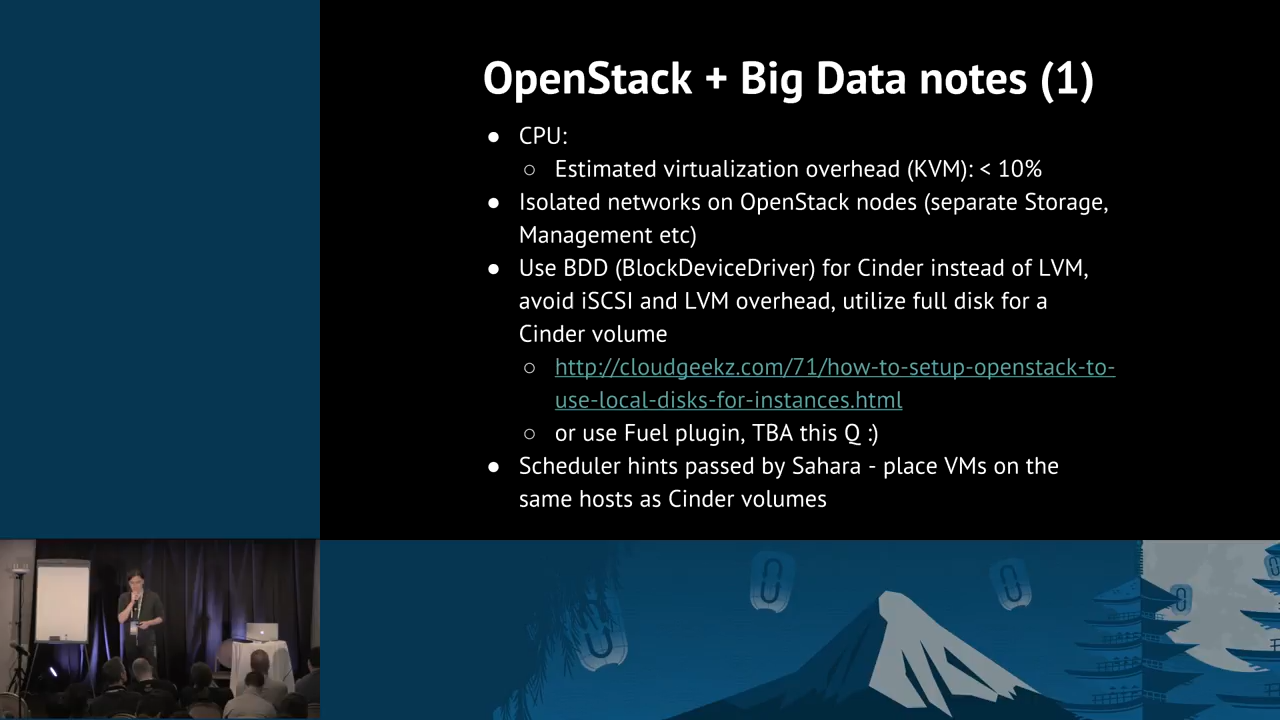 OpenStack + Big Data notes (1)
● CPU:
○ Estimated virtualization overhead (KVM): < 10%
● Isolated networks on OpenStack nodes (separate Storage,
Management etc)
● Use BDD (BlockDeviceDriver) for Cinder instead of LVM,
avoid iSCSI and LVM overhead, utilize full disk for a
Cinder volume
○ http://cloudgeekz.com/71/how-to-setup-openstack-to-
use-local-disks-for-instances.html
○ or use Fuel plugin, TBA this Q :)
● Scheduler hints passed by Sahara - place VMs on the
same hosts as Cinder volumes